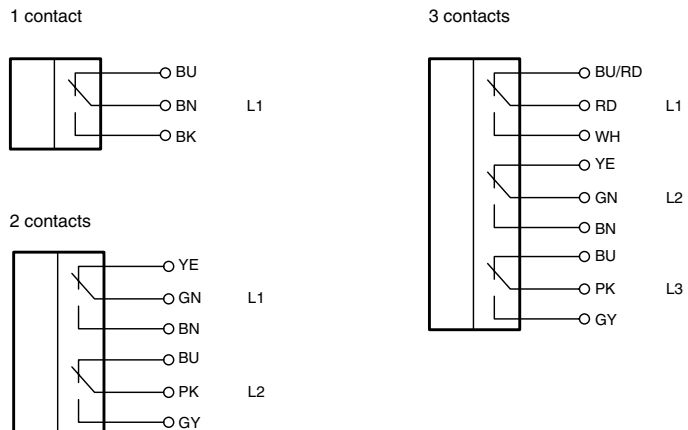 1 contact
BU
BN L1
BK
2 contacts
YE
GN L1
BN
BU
PK L2
GY
3 contacts
BU/RD
RD L1
WH
YE
GN L2
BN
BU
PK L3
GY